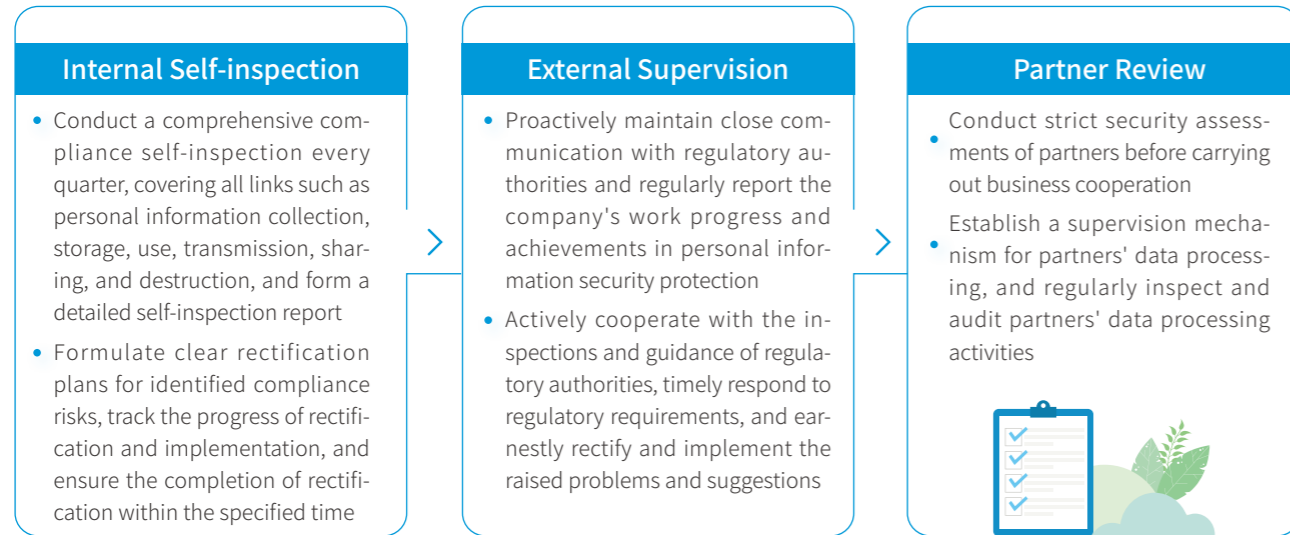 Internal Self-inspection
Conduct a comprehensive com-
pliance self-inspection every
quarter, covering all links such as
personal information collection,
storage, use, transmission, shar-
ing, and destruction, and form a
detailed self-inspection report
Formulate clear rectification
plans for identified compliance
risks, track the progress of rectifi-
cation and implementation, and
ensure the completion of rectifi-
cation within the specified time
External Supervision
Proactively maintain close com-
munication with regulatory au-
thorities and regularly report the
company's work progress and
achievements in personal infor-
mation security protection
Actively cooperate with the in-
spections and guidance of regula-
tory authorities, timely respond to
regulatory requirements, and ear-
nestly rectify and implement the
raised problems and suggestions
Partner Review
Conduct strict security assess-
ments of partners before carrying
out business cooperation
Establish a supervision mecha-
nism for partners' data process-
ing, and regularly inspect and
audit partners' data processing
activities